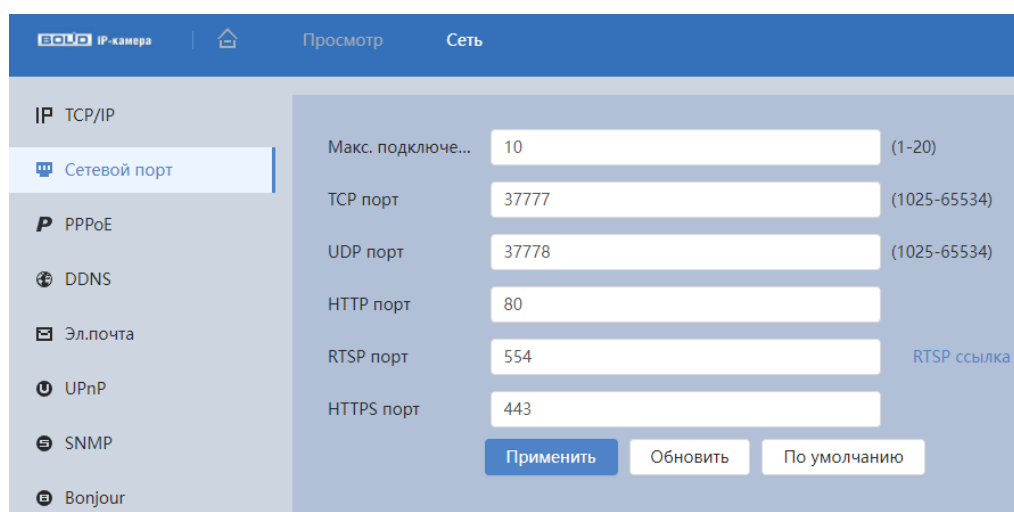 BOLID IP-камера Просмотр Сеть
TCP/IP
Сетевой порт
PPPoE
DDNS
Эл.почта
UPnP
SNMP
Bonjour
Макс. подключе... 10 (1-20)
TCP порт 37777 (1025-65534)
UDP порт 37778 (1025-65534)
HTTP порт 80
RTSP порт 554 RTSP ссылка
HTTPS порт 443
Применить Обновить По умолчанию